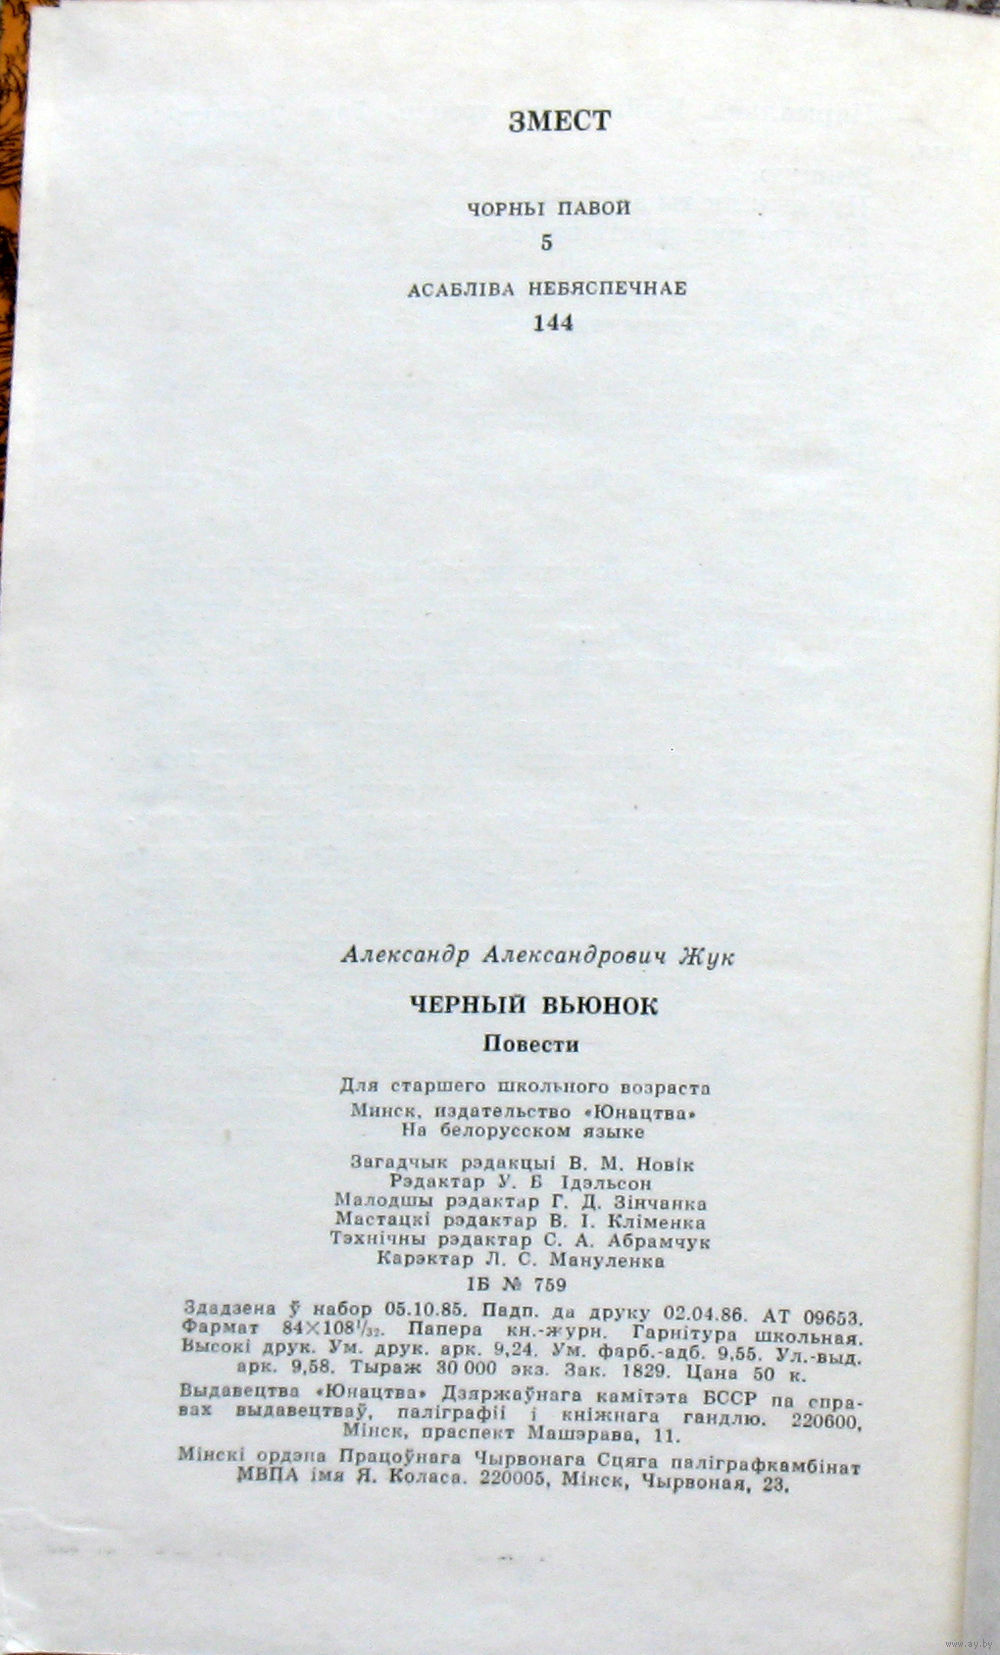 ЗМЕСТ
ЧОРНЫ ПАВОЙ
5
АСАБЛІВА НЕБЯСПЕЧНАЕ
144
Александр Александрович Жук
ЧЕРНЫЙ ВЬЮНОК
Повести
Для старшего школьного возраста
Минск, издательство «Юнацтва»
На белорусском языке
Загадчык рэдакцыі В. М. Новік
Рэдактар У. Б Ідэльсон
Малодшы рэдактар Г. Д. Зінчанка
Мастацкі рэдактар В. І. Кліменка
Тэхнічны рэдактар С. А. Абрамчук
Карэктар Л. С. Мануленка
ІБ № 759
Здадзена ў набор 05.10.85. Падп. да друку 02.04.86. АТ 09653.
Фармат 84×108¹/₃₂. Папера кн.-журн. Гарнітура школьная.
Высокі друк. Ум. друк. арк. 9,24. Ум. фарб.-адб. 9,55. Ул.-выд.
арк. 9,58. Тыраж 30 000 экз. Зак. 1829. Цана 50 к.
Выдавецтва «Юнацтва» Дзяржаўнага камітэта БССР па спра-
вах выдавецтваў, паліграфіі і кніжнага гандлю. 220600,
Мінск, праспект Машэрава, 11.
Мінскі ордэна Працоўнага Чырвонага Сцяга паліграфкамбінат
МВПА імя Я. Коласа. 220005, Мінск, Чырвоная, 23.
www.ay.by